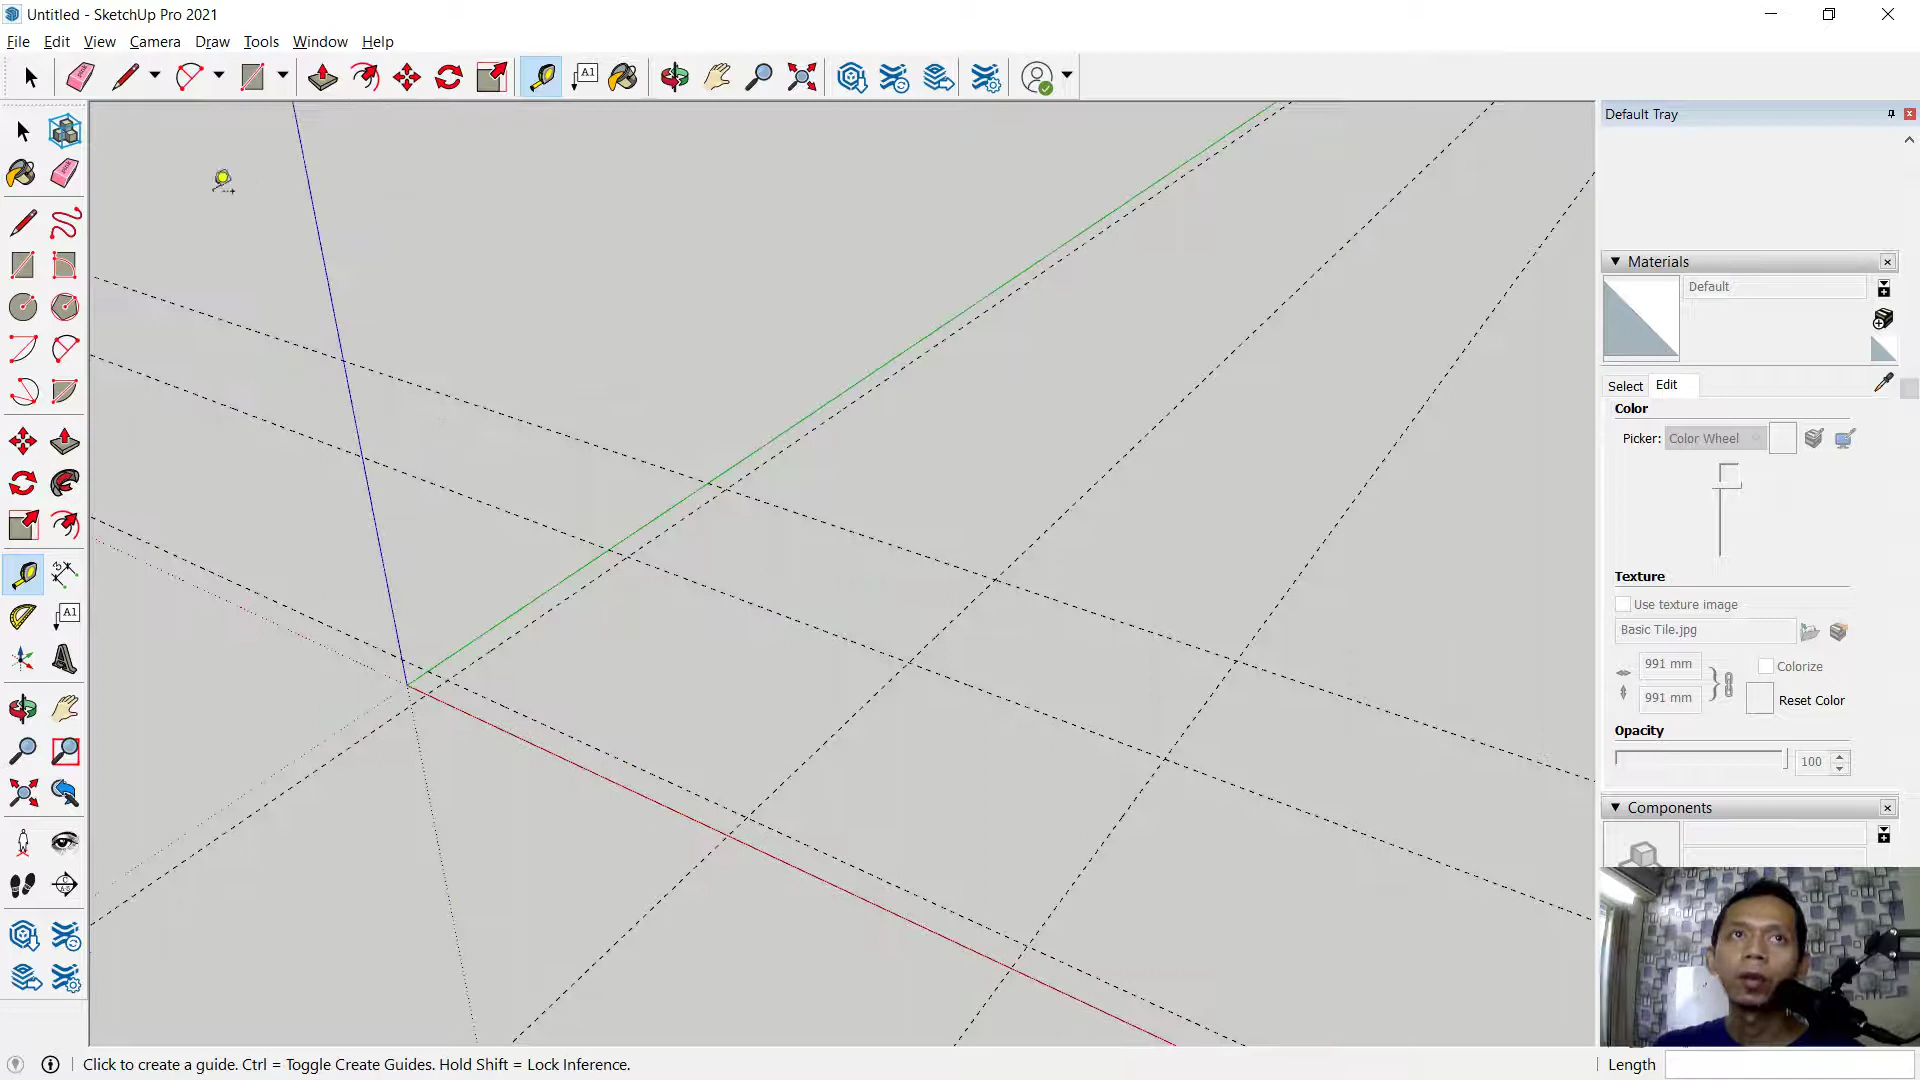 Untitled - SketchUp Pro 2021
File Edit View Camera Draw Tools Window Help
A1
Default Tray
Materials
Default
Select Edit
Color
Picker: Color Wheel
Texture
Use texture image
Basic Tile.jpg
991 mm
Colorize
991 mm
Reset Color
Opacity
100
Components
A1
Click to create a guide. Ctrl = Toggle Create Guides. Hold Shift = Lock Inference.
Length